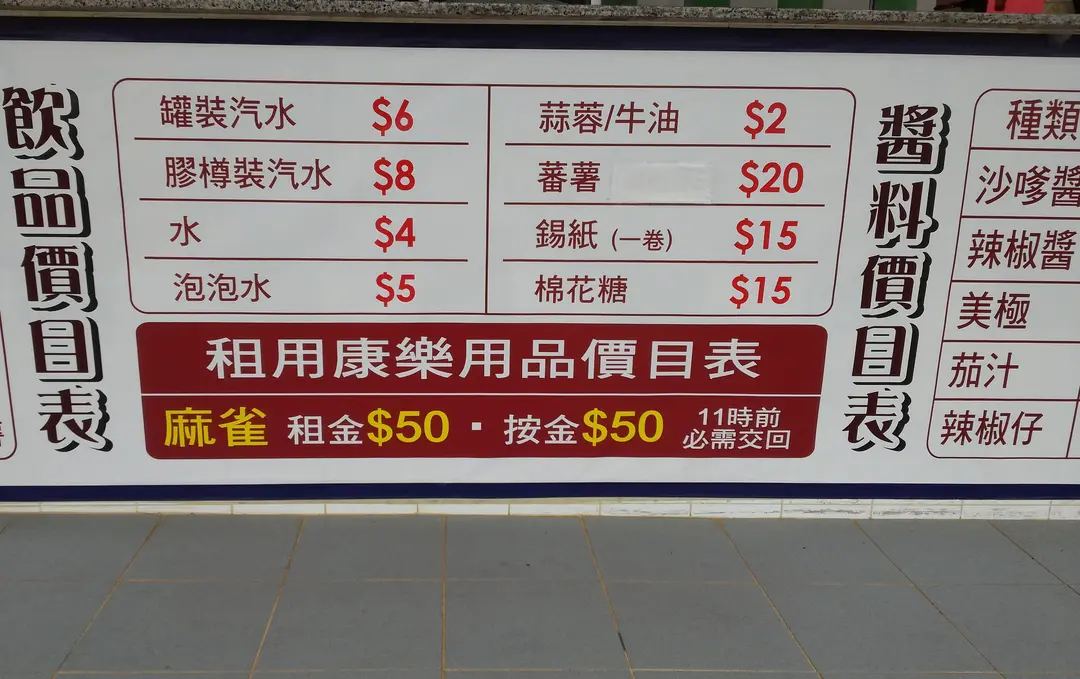 飲品價目表
罐裝汽水 $6
膠樽裝汽水 $8
水 $4
泡泡水 $5
蒜蓉/牛油 $2
蕃薯 $20
錫紙 (一卷) $15
棉花糖 $15
租用康樂用品價目表
麻雀 租金$50 · 按金$50 11時前
必需交回
醬料價目表
種類
沙嗲醬
辣椒醬
美極
茄汁
辣椒仔